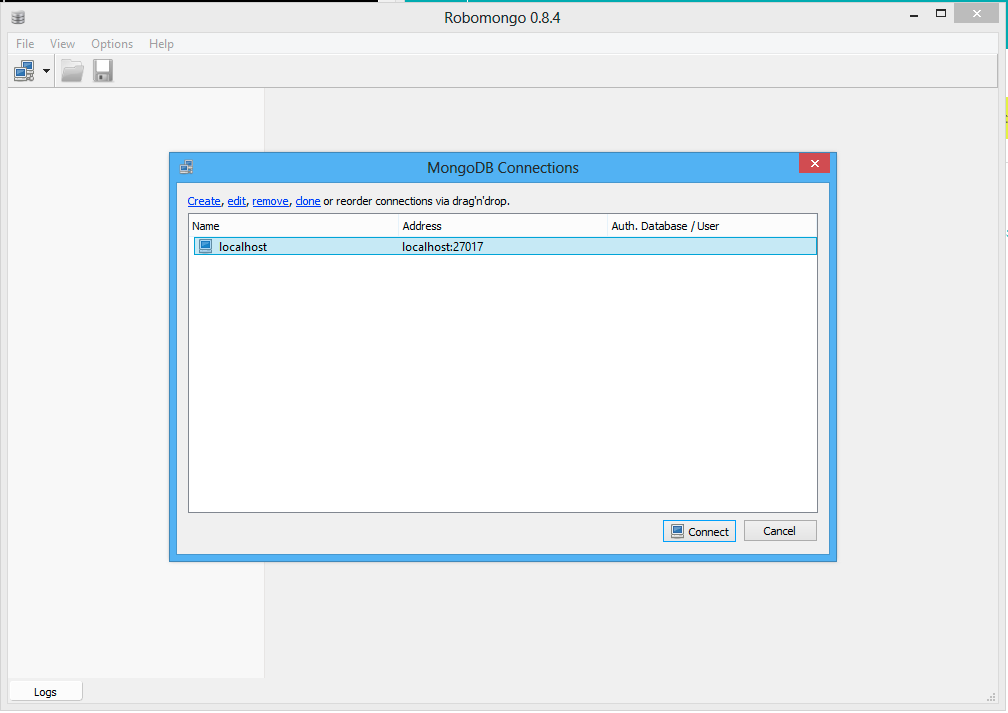 Robomongo 0.8.4
File View Options Help
MongoDB Connections
Create, edit, remove, clone or reorder connections via drag'n'drop.
Name Address Auth. Database / User
localhost localhost:27017
Connect Cancel
Logs